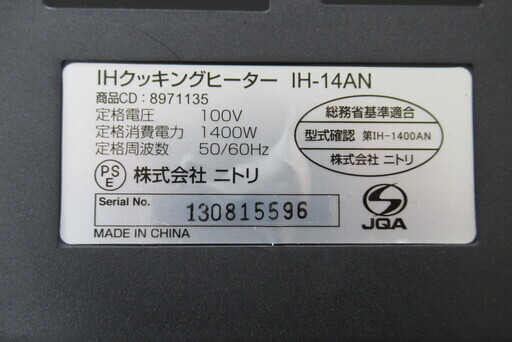 IHクッキングヒーター IH-14AN
商品CD：8971135
定格電圧 100V
定格消費電力 1400W
定格周波数 50/60Hz
総務省基準適合
型式確認 第IH-1400AN
株式会社 ニトリ
PSE 株式会社 ニトリ
Serial No. 130815596
JQA
MADE IN CHINA